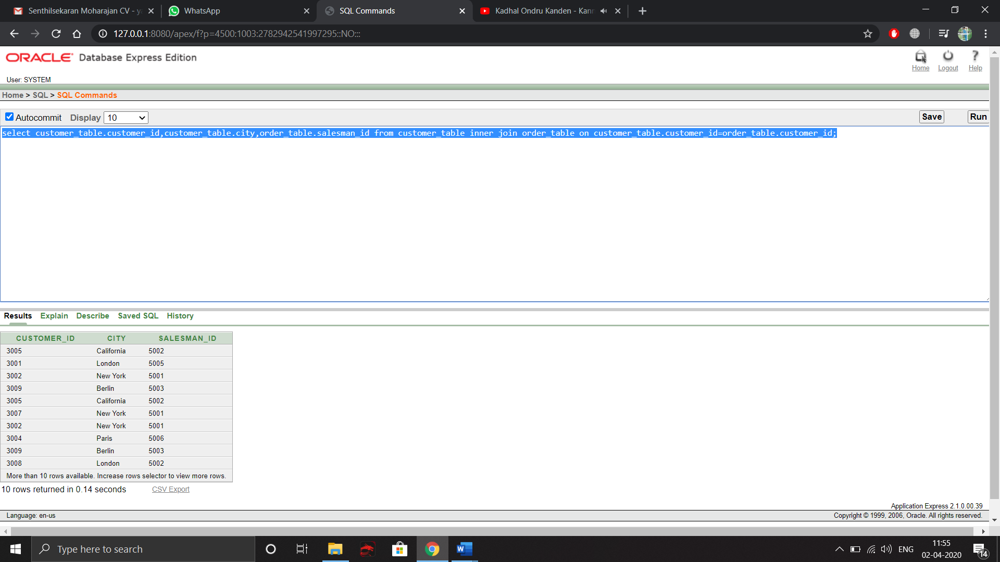 Senthilsekaran Moharajan CV - ya
WhatsApp
SQL Commands
Kadhal Ondru Kanden - Kann
127.0.0.1:8080/apex/f?p=4500:1003:2782942541997295::NO:::
ORACLE Database Express Edition
Home Logout Help
User: SYSTEM
Home > SQL > SQL Commands
Autocommit Display 10 Save Run
select customer_table.customer_id,customer_table.city,order_table.salesman_id from customer_table inner join order_table on customer_table.customer_id=order_table.customer_id;
Results Explain Describe Saved SQL History
CUSTOMER_ID CITY SALESMAN_ID
3005 California 5002
3001 London 5005
3002 New York 5001
3009 Berlin 5003
3005 California 5002
3007 New York 5001
3002 New York 5001
3004 Paris 5006
3009 Berlin 5003
3008 London 5002
More than 10 rows available. Increase rows selector to view more rows.
10 rows returned in 0.14 seconds CSV Export
Application Express 2.1.0.00.39
Language: en-us Copyright © 1999, 2006, Oracle. All rights reserved.
Type here to search
ENG
11:55
02-04-2020
14